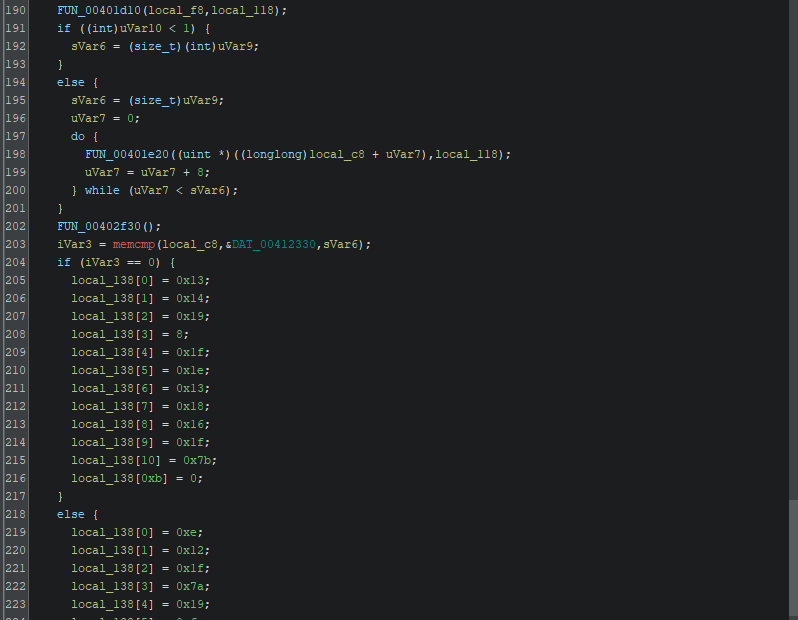 190 FUN_00401d10(local_f8,local_118);
191 if ((int)uVar10 < 1) {
192 sVar6 = (size_t)(int)uVar9;
193 }
194 else {
195 sVar6 = (size_t)uVar9;
196 uVar7 = 0;
197 do {
198 FUN_00401e20((uint *)((longlong)local_c8 + uVar7),local_118);
199 uVar7 = uVar7 + 8;
200 } while (uVar7 < sVar6);
201 }
202 FUN_00402f30();
203 iVar3 = memcmp(local_c8,&DAT_00412330,sVar6);
204 if (iVar3 == 0) {
205 local_138[0] = 0x13;
206 local_138[1] = 0x14;
207 local_138[2] = 0x19;
208 local_138[3] = 8;
209 local_138[4] = 0x1f;
210 local_138[5] = 0x1e;
211 local_138[6] = 0x13;
212 local_138[7] = 0x18;
213 local_138[8] = 0x16;
214 local_138[9] = 0x1f;
215 local_138[10] = 0x7b;
216 local_138[0xb] = 0;
217 }
218 else {
219 local_138[0] = 0xe;
220 local_138[1] = 0x12;
221 local_138[2] = 0x1f;
222 local_138[3] = 0x7a;
223 local_138[4] = 0x19;